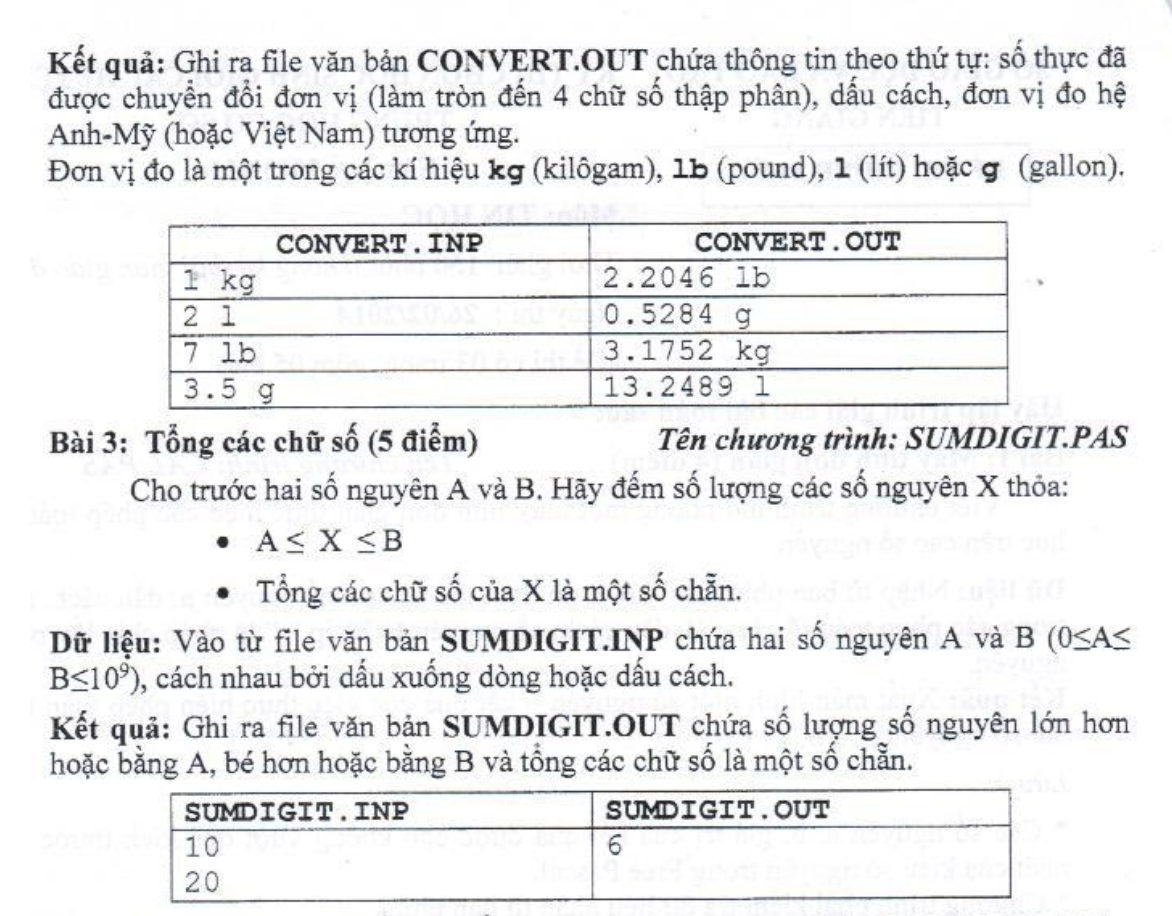 Kết quả: Ghi ra file văn bản CONVERT.OUT chứa thông tin theo thứ tự: số thực đã
được chuyển đổi đơn vị (làm tròn đến 4 chữ số thập phân), dấu cách, đơn vị đo hệ
Anh-Mỹ (hoặc Việt Nam) tương ứng.
Đơn vị đo là một trong các kí hiệu kg (kilôgam), lb (pound), l (lít) hoặc g (gallon).
CONVERT.INP CONVERT.OUT
1 kg 2.2046 lb
2 l 0.5284 g
7 lb 3.1752 kg
3.5 g 13.2489 l
Bài 3: Tổng các chữ số (5 điểm) Tên chương trình: SUMDIGIT.PAS
Cho trước hai số nguyên A và B. Hãy đếm số lượng các số nguyên X thỏa:
• A ≤ X ≤ B
• Tổng các chữ số của X là một số chẵn.
Dữ liệu: Vào từ file văn bản SUMDIGIT.INP chứa hai số nguyên A và B (0≤A≤
B≤10⁹), cách nhau bởi dấu xuống dòng hoặc dấu cách.
Kết quả: Ghi ra file văn bản SUMDIGIT.OUT chứa số lượng số nguyên lớn hơn
hoặc bằng A, bé hơn hoặc bằng B và tổng các chữ số là một số chẵn.
SUMDIGIT.INP SUMDIGIT.OUT
10 6
20